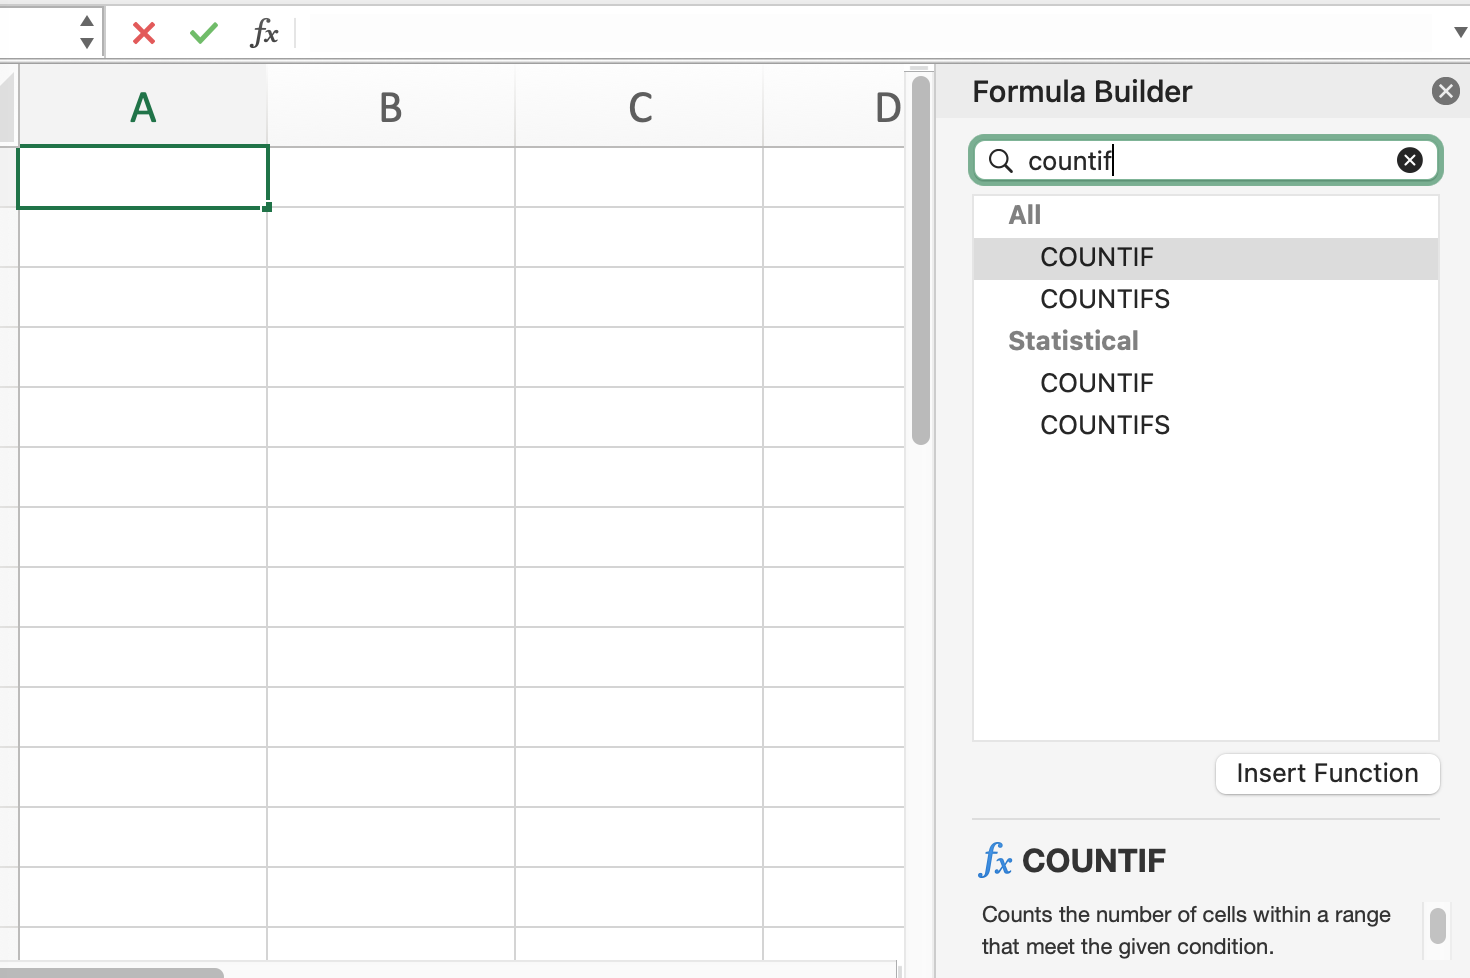 fx
A B C D
Formula Builder
countif
All
COUNTIF
COUNTIFS
Statistical
COUNTIF
COUNTIFS
Insert Function
fx COUNTIF
Counts the number of cells within a range
that meet the given condition.